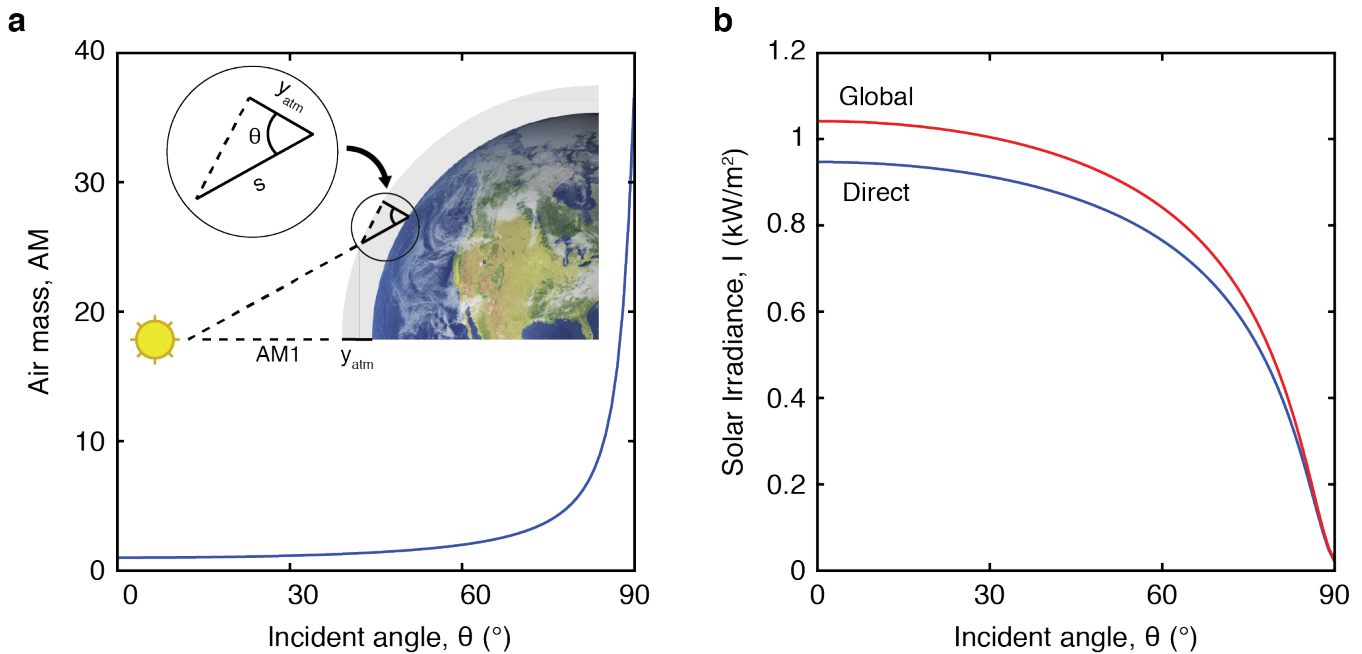 a
40
30
20
10
0
0
30
60
90
Air mass, AM
Incident angle, θ (°)
y_atm
θ
s
AM1
y_atm
b
1.2
1
0.8
0.6
0.4
0.2
0
0
30
60
90
Solar Irradiance, I (kW/m²)
Incident angle, θ (°)
Global
Direct